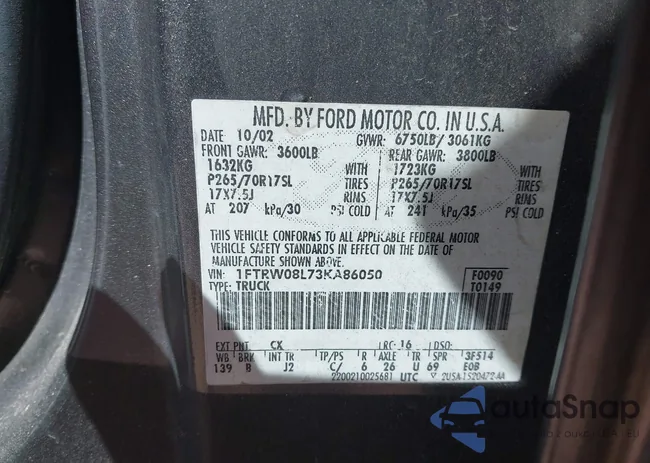 MFD. BY FORD MOTOR CO. IN U.S.A.
DATE 10/02 GVWR: 6750LB/ 3061KG
FRONT GAWR: 3600LB REAR GAWR: 3800LB
1632KG WITH 1723KG WITH
P265/70R17SL TIRES P265/70R17SL TIRES
17X7.5J RIMS 17X7.5J RIMS
AT 207 kPa/30 PSI COLD AT 241 kPa/35 PSI COLD
THIS VEHICLE CONFORMS TO ALL APPLICABLE FEDERAL MOTOR
VEHICLE SAFETY STANDARDS IN EFFECT ON THE DATE OF
MANUFACTURE SHOWN ABOVE.
VIN: 1FTRW08L73KA86050 F0090
TYPE: TRUCK T0149
EXT PNT: CX RC: 16 DSO:
WB BRK INT TR TP/PS R AXLE TR SPR 3F514
139 B J2 C/ 6 26 U 69 EOB
2200210025681 UTC
autoSnap